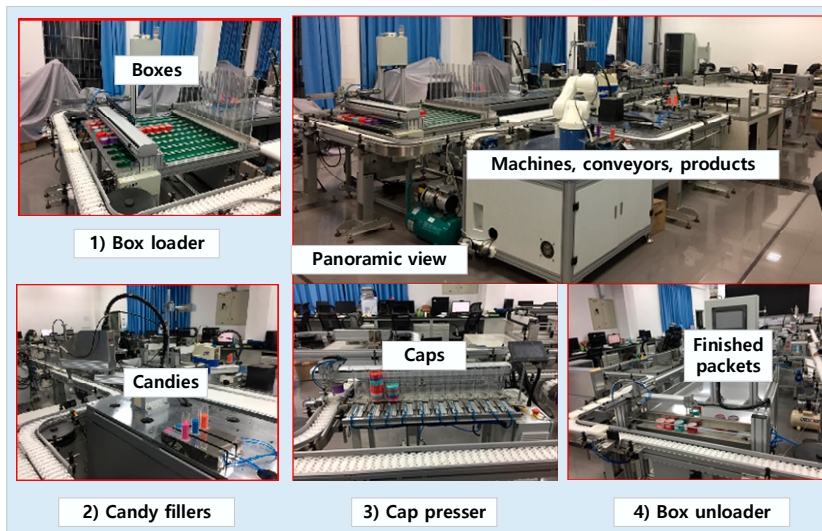 Boxes
Machines, conveyors, products
1) Box loader
Panoramic view
Candies
Caps
Finished
packets
2) Candy fillers
3) Cap presser
4) Box unloader